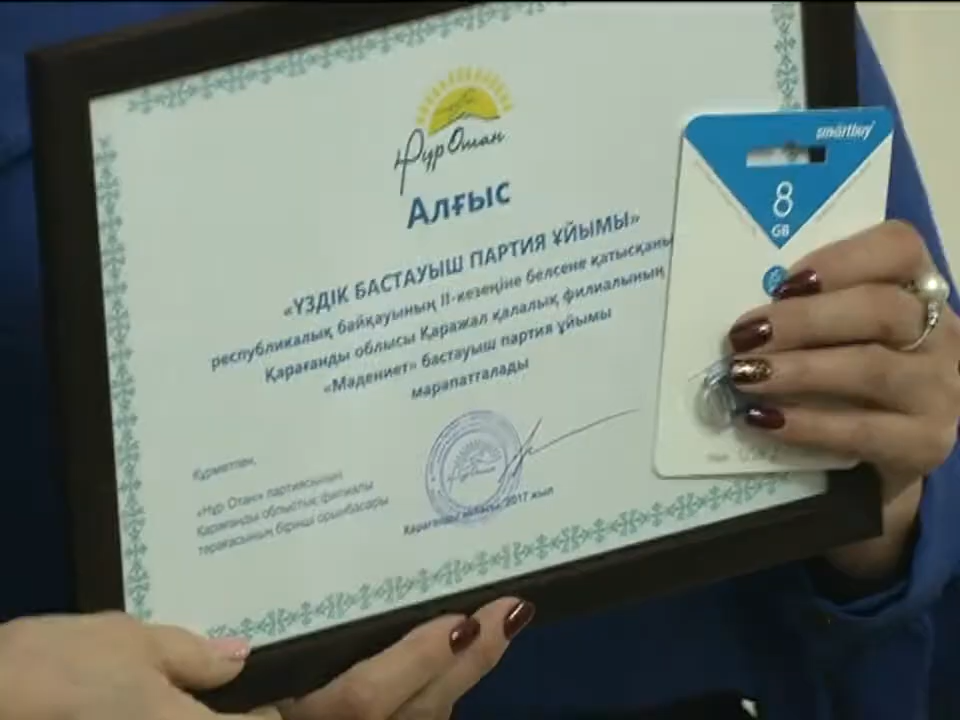 Нұр Отан
Алғыс
«ҮЗДІК БАСТАУЫШ ПАРТИЯ ҰЙЫМЫ»
республикалық байқауының ІІ-кезеңіне белсене қатысқаны
Қарағанды облысы Қаражал қалалық филиалының
«Мәдениет» бастауыш партия ұйымы
марапатталады
Құрметпен,
«Нұр Отан» партиясының
Қарағанды облыстық филиалы
төрағасының бірінші орынбасары
Қарағанды облысы, 2017 жыл
smartbuy
8
GB